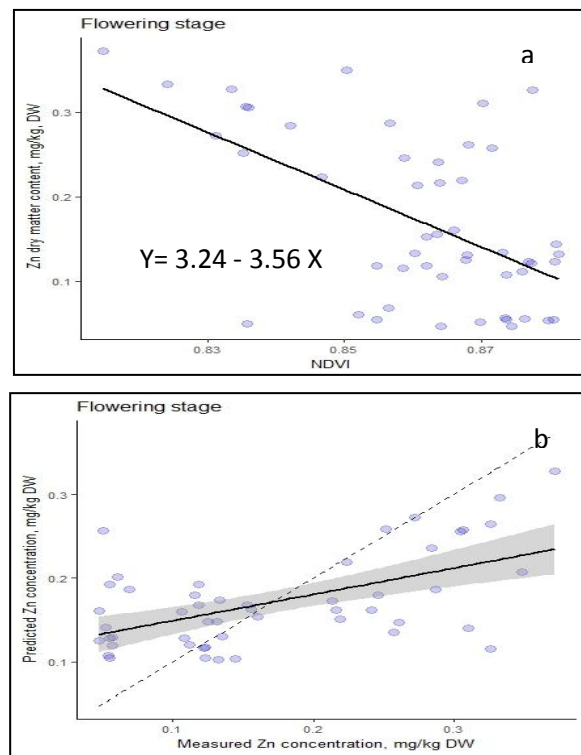 Flowering stage
a
Zn dry matter content, mg/kg, DW
0.3
0.2
0.1
Y= 3.24 - 3.56 X
0.83
0.85
0.87
NDVI
Flowering stage
b
Predicted Zn concentration, mg/kg DW
0.3
0.2
0.1
0.1
0.2
0.3
Measured Zn concentration, mg/kg DW